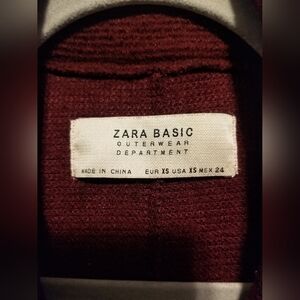 ZARA BASIC
OUTERWEAR
DEPARTMENT
MADE IN CHINA EUR XS USA XS MEX 24